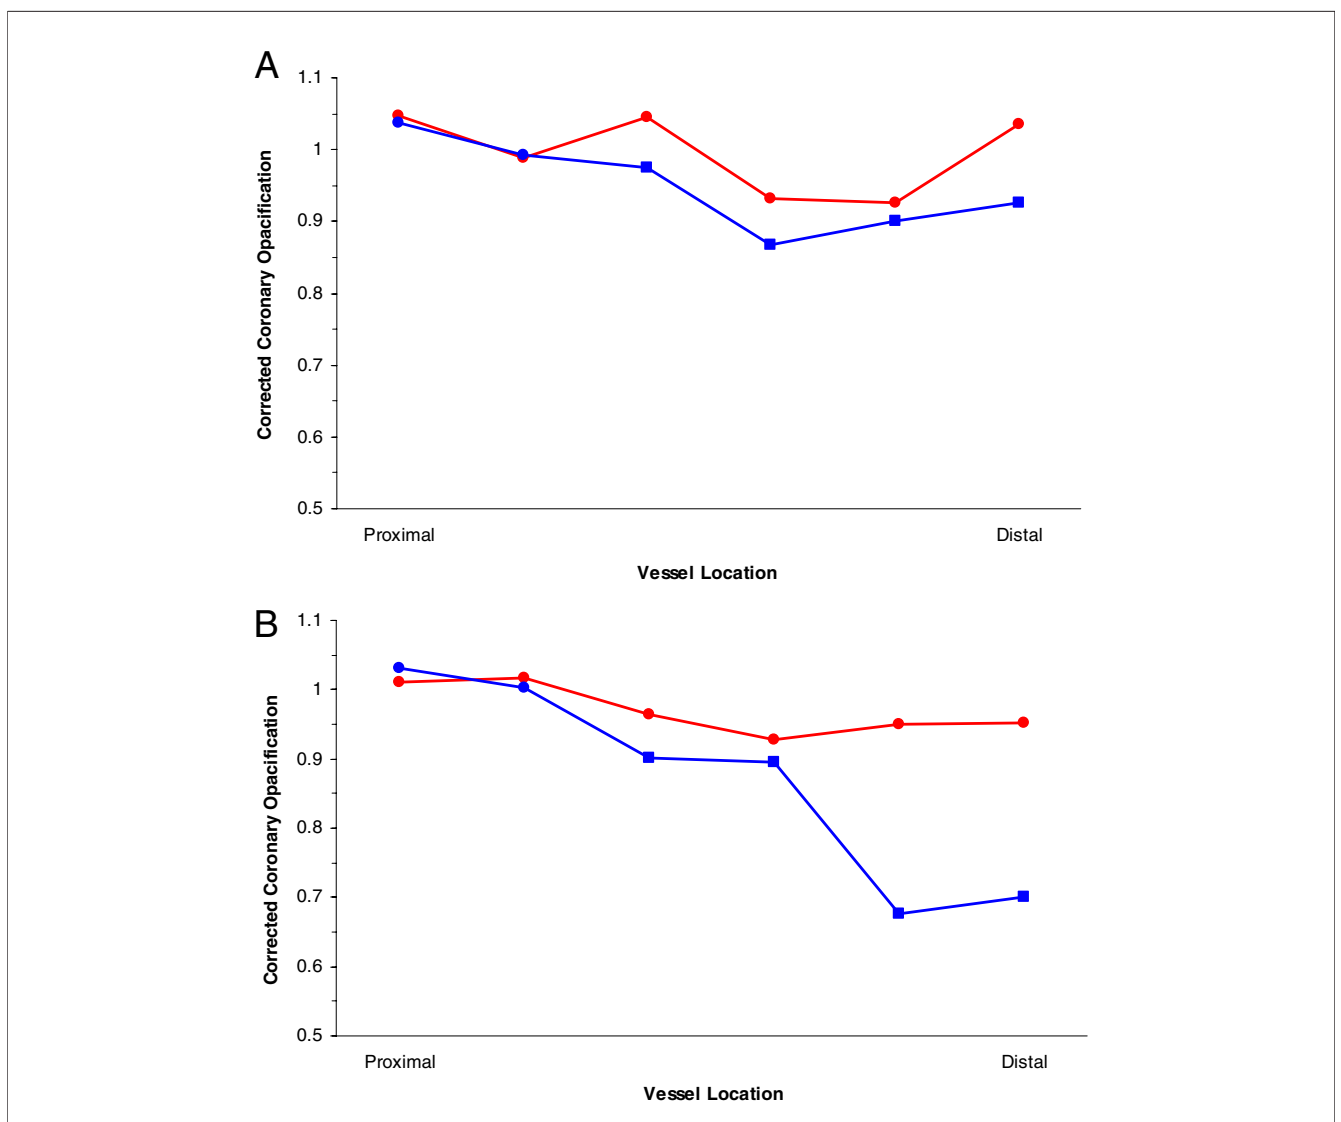 A
1.1
1
0.9
0.8
0.7
0.6
0.5
Corrected Coronary Opacification
Proximal Distal
Vessel Location
B
1.1
1
0.9
0.8
0.7
0.6
0.5
Corrected Coronary Opacification
Proximal Distal
Vessel Location